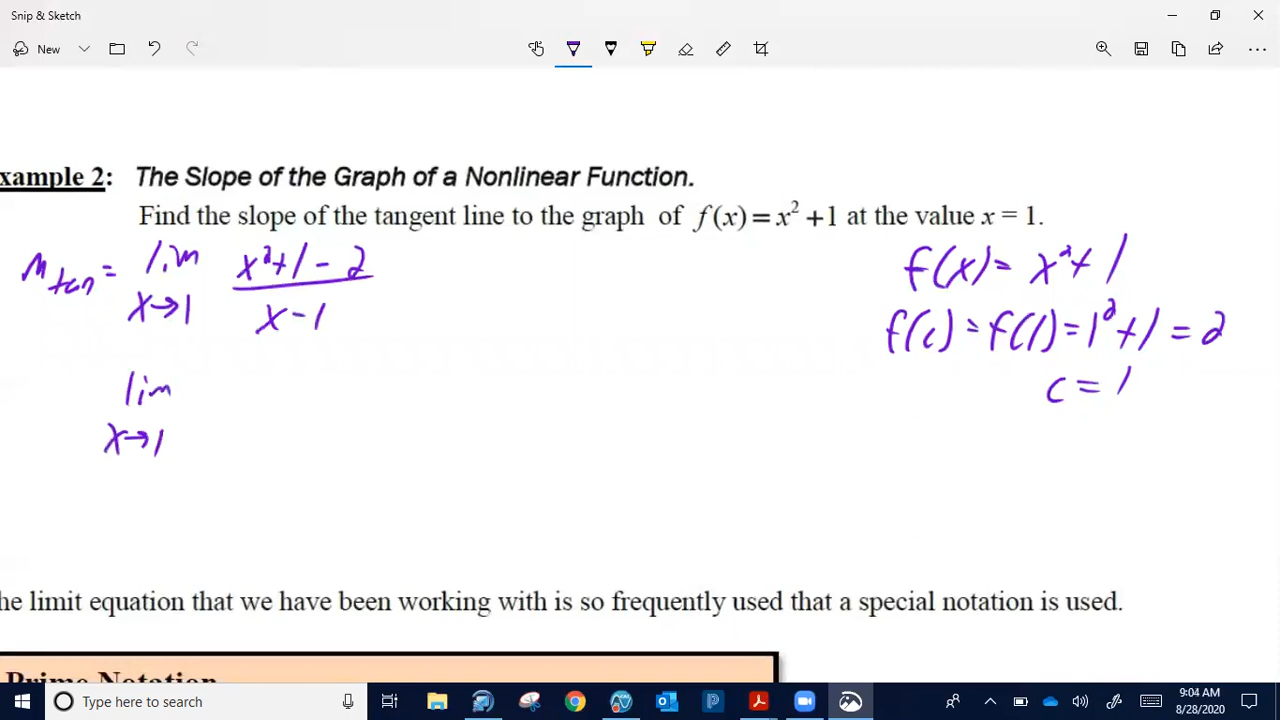 Snip & Sketch
New
xample 2: The Slope of the Graph of a Nonlinear Function.
Find the slope of the tangent line to the graph of f(x) = x² + 1 at the value x = 1.
m tan = lim x→1 (x²+1-2)/(x-1)
f(x) = x²+1
f(c) = f(1) = 1²+1 = 2
c = 1
lim
x→1
he limit equation that we have been working with is so frequently used that a special notation is used.
Prime Notation
Type here to search
9:04 AM
8/28/2020